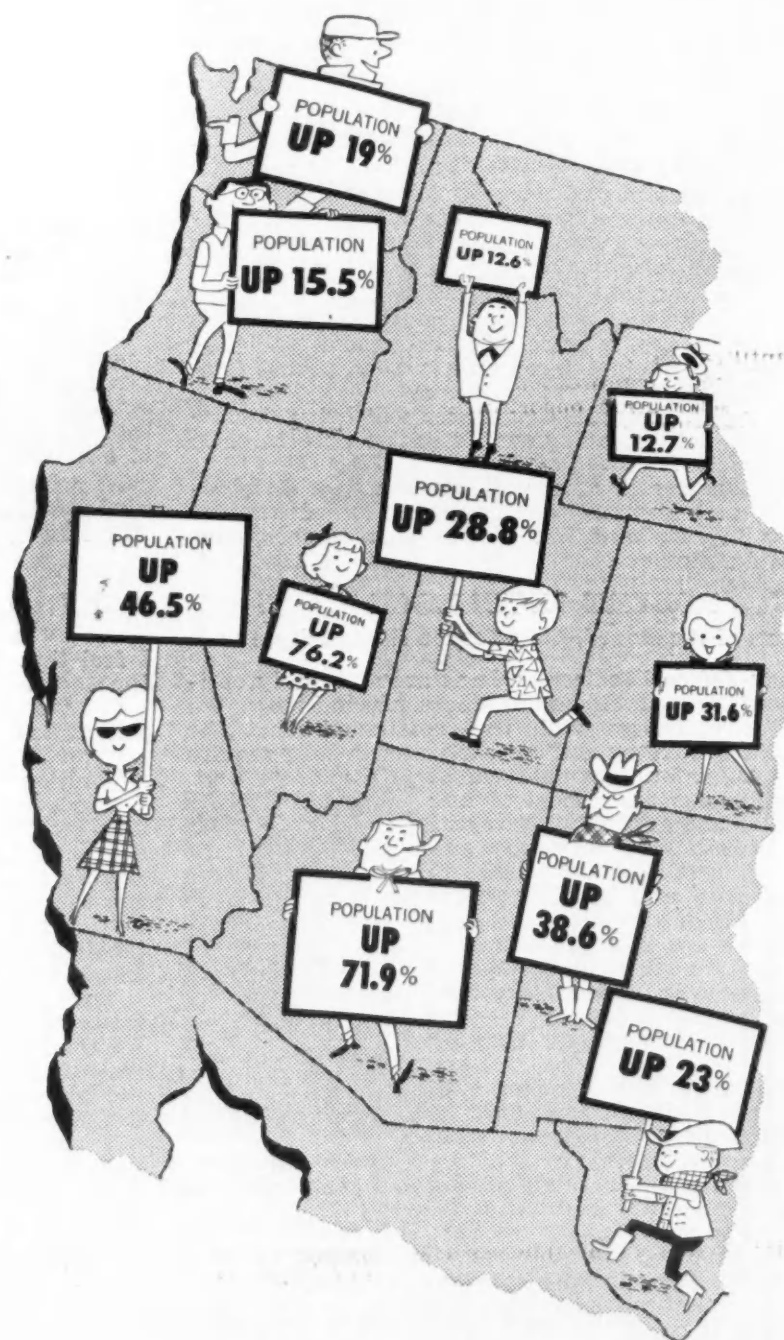 POPULATION
UP 19%
POPULATION
UP 15.5%
POPULATION
UP 12.6%
POPULATION
UP
12.7%
POPULATION
UP 28.8%
POPULATION
UP
46.5%
POPULATION
UP
76.2%
POPULATION
UP 31.6%
POPULATION
UP
38.6%
POPULATION
UP
71.9%
POPULATION
UP 23%